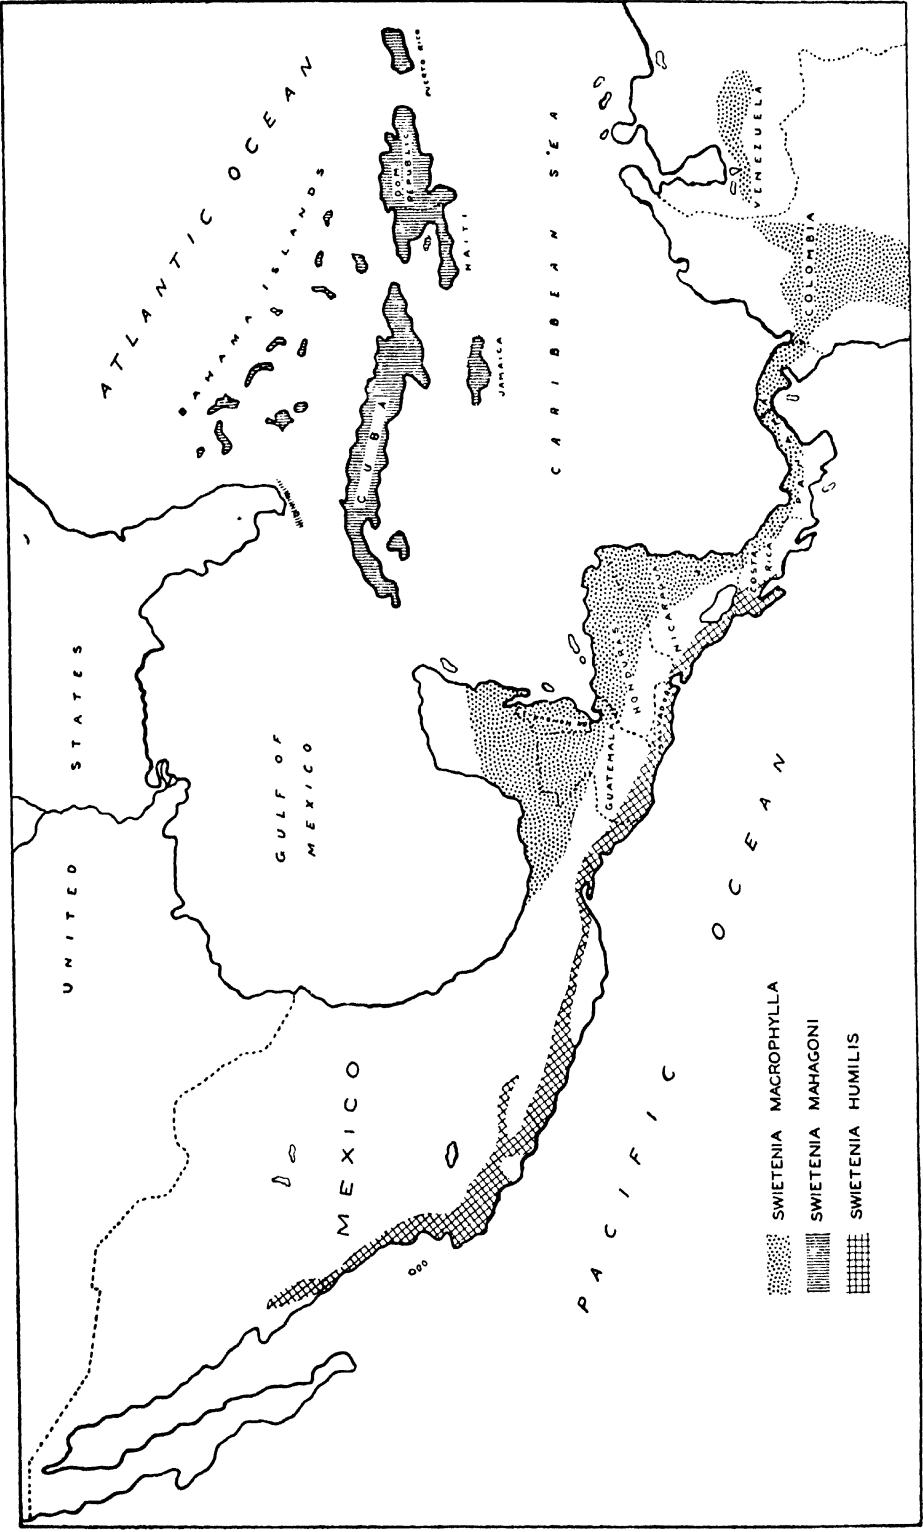 ATLANTIC OCEAN
BAHAMA ISLANDS
PUERTO RICO
DOM.
REPUBLIC
HAITI
CUBA
JAMAICA
CARIBBEAN SEA
UNITED STATES
GULF OF
MEXICO
MEXICO
GUATEMALA
HONDURAS
NICARAGUA
COSTA
RICA
PANAMA
COLOMBIA
VENEZUELA
PACIFIC OCEAN
SWIETENIA MACROPHYLLA
SWIETENIA MAHAGONI
SWIETENIA HUMILIS